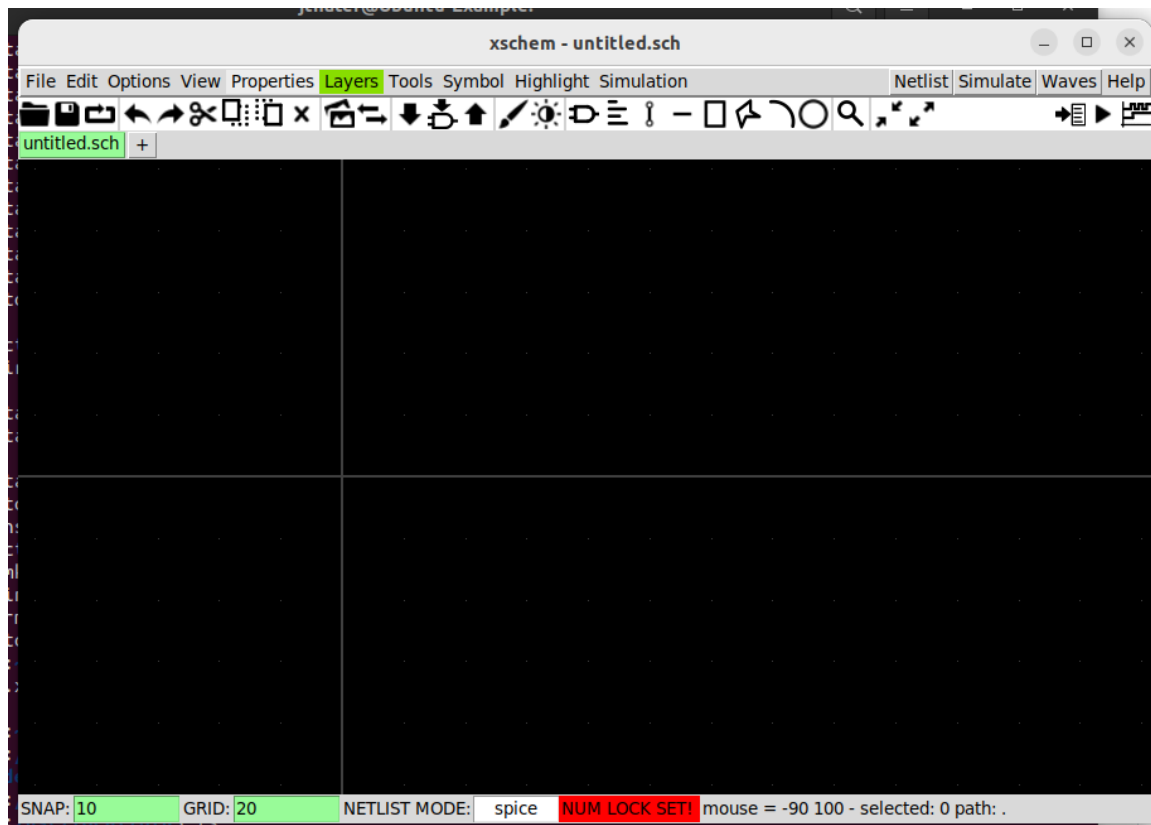 xschem - untitled.sch
File Edit Options View Properties Layers Tools Symbol Highlight Simulation Netlist Simulate Waves Help
untitled.sch +
SNAP: 10 GRID: 20 NETLIST MODE: spice NUM LOCK SET! mouse = -90 100 - selected: 0 path: .